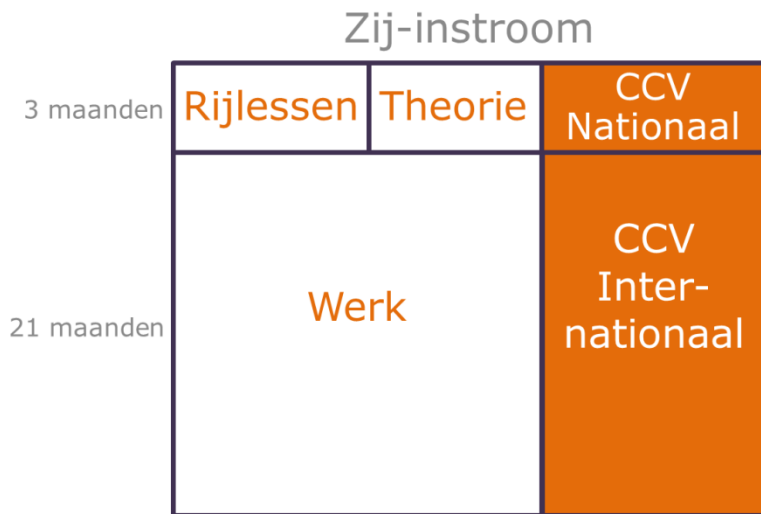 Zij-instroom
3 maanden
Rijlessen
Theorie
CCV
Nationaal
21 maanden
Werk
CCV
Inter-
nationaal